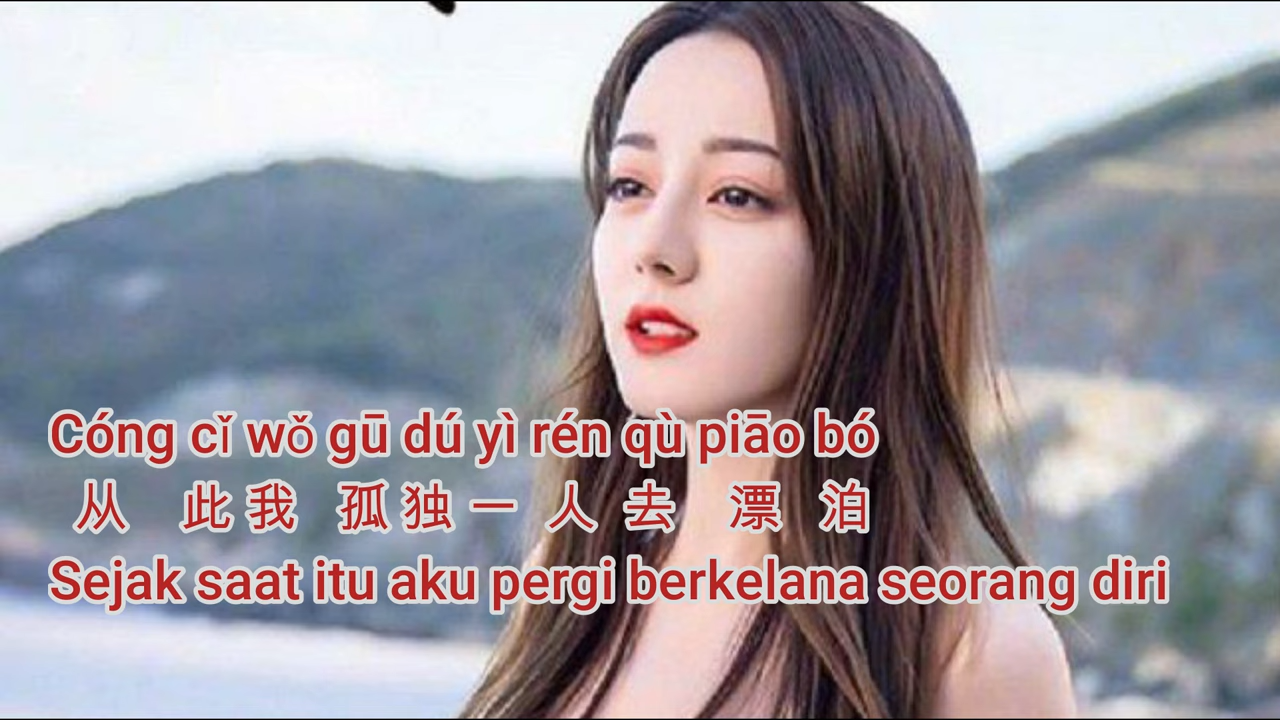 Cóng cǐ wǒ gū dú yì rén qù piāo bó
从 此 我 孤 独 一 人 去 漂 泊
Sejak saat itu aku pergi berkelana seorang diri